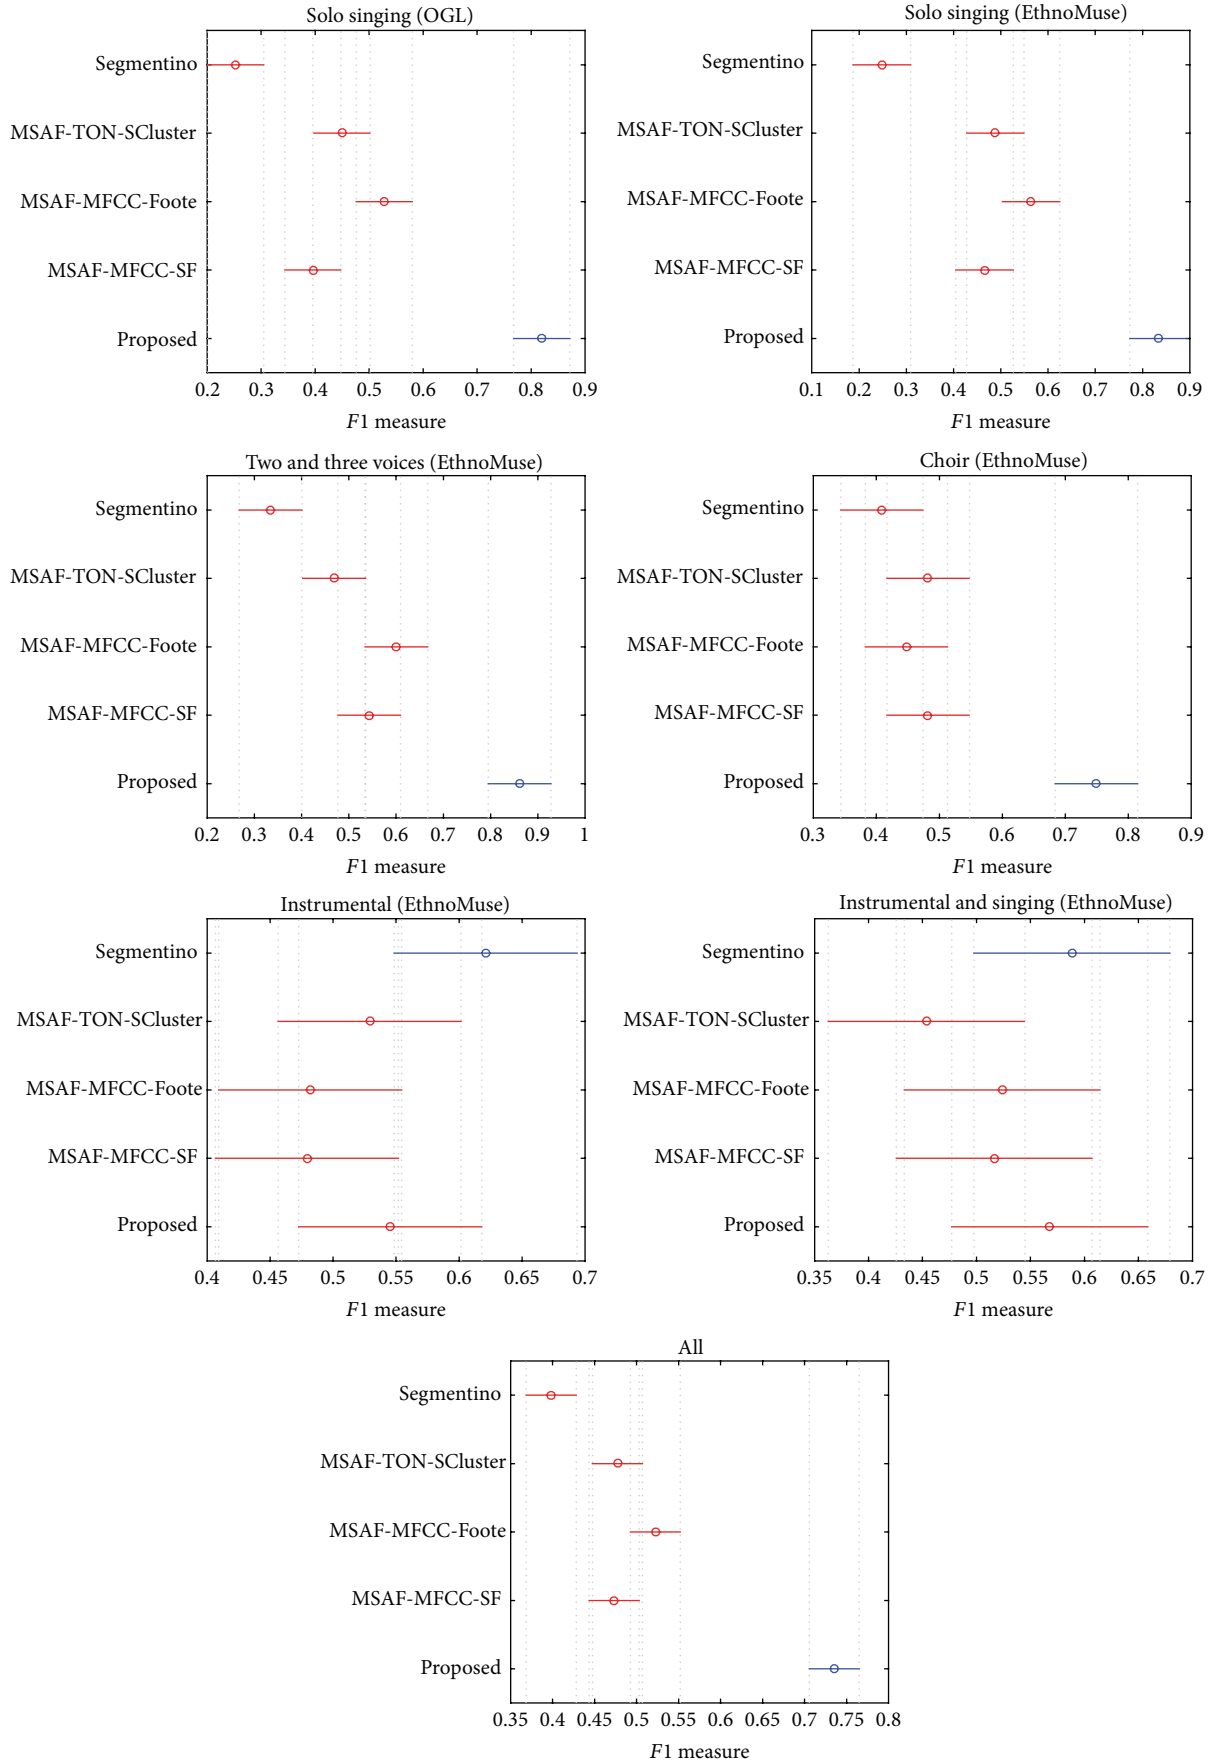 Solo singing (OGL)
Segmentino
MSAF-TON-SCluster
MSAF-MFCC-Foote
MSAF-MFCC-SF
Proposed
0.2 0.3 0.4 0.5 0.6 0.7 0.8 0.9
F1 measure
Solo singing (EthnoMuse)
Segmentino
MSAF-TON-SCluster
MSAF-MFCC-Foote
MSAF-MFCC-SF
Proposed
0.1 0.2 0.3 0.4 0.5 0.6 0.7 0.8 0.9
F1 measure
Two and three voices (EthnoMuse)
Segmentino
MSAF-TON-SCluster
MSAF-MFCC-Foote
MSAF-MFCC-SF
Proposed
0.2 0.3 0.4 0.5 0.6 0.7 0.8 0.9 1
F1 measure
Choir (EthnoMuse)
Segmentino
MSAF-TON-SCluster
MSAF-MFCC-Foote
MSAF-MFCC-SF
Proposed
0.3 0.4 0.5 0.6 0.7 0.8 0.9
F1 measure
Instrumental (EthnoMuse)
Segmentino
MSAF-TON-SCluster
MSAF-MFCC-Foote
MSAF-MFCC-SF
Proposed
0.4 0.45 0.5 0.55 0.6 0.65 0.7
F1 measure
Instrumental and singing (EthnoMuse)
Segmentino
MSAF-TON-SCluster
MSAF-MFCC-Foote
MSAF-MFCC-SF
Proposed
0.35 0.4 0.45 0.5 0.55 0.6 0.65 0.7
F1 measure
All
Segmentino
MSAF-TON-SCluster
MSAF-MFCC-Foote
MSAF-MFCC-SF
Proposed
0.35 0.4 0.45 0.5 0.55 0.6 0.65 0.7 0.75 0.8
F1 measure